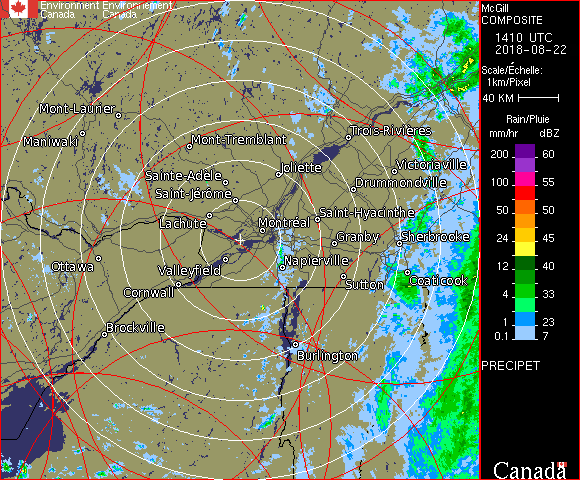 Environment Environnement
Canada Canada
McGill
COMPOSITE
1410 UTC
2018-08-22
Scale/Échelle:
1km/Pixel
40 KM
Rain/Pluie
mm/hr dBZ
200 60
150 57
100 55
50 50
24 45
12 40
4 33
1 23
0.1 7
PRECIPET
Canada
Mont-Laurier
Maniwaki
Mont-Tremblant
Trois-Rivières
Joliette
Victoriaville
Sainte-Adèle
Drummondville
Saint-Jérôme
Lachute
Saint-Hyacinthe
Montréal
Granby
Sherbrooke
Ottawa
Valleyfield
Napierville
Sutton
Coaticook
Cornwall
Brockville
Burlington